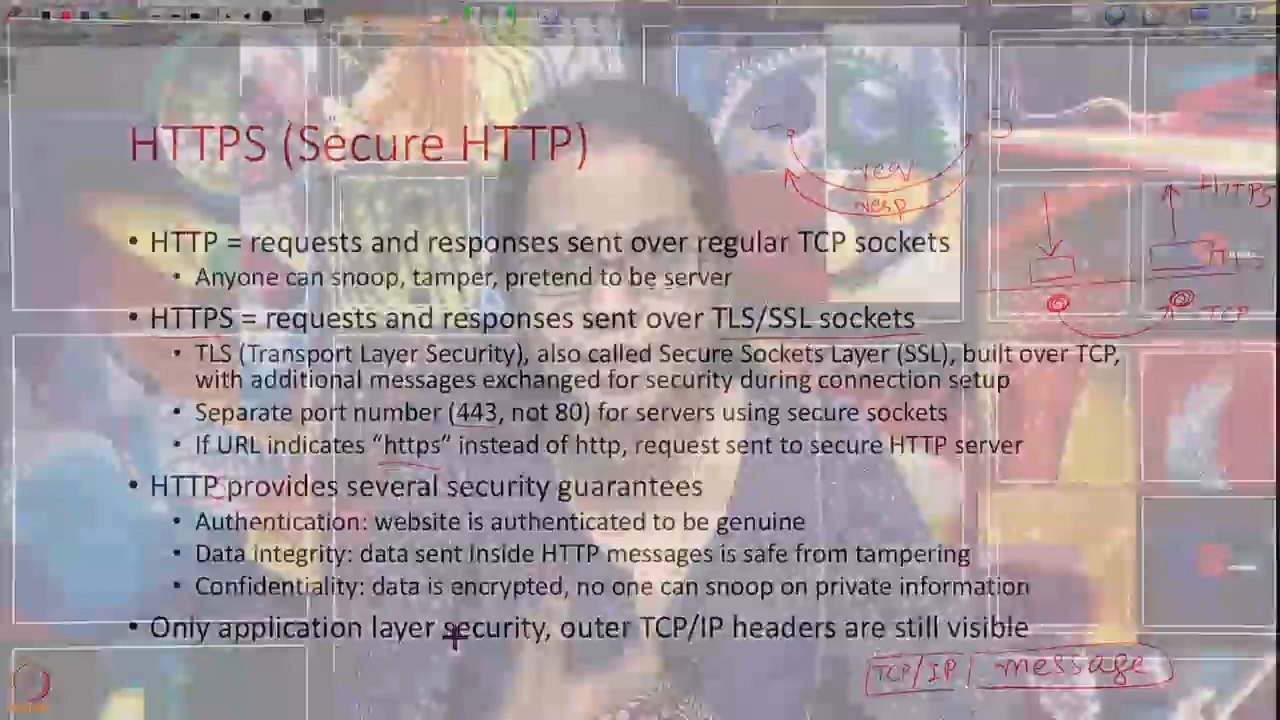 HTTPS (Secure HTTP)
req
resp
HTTPS
• HTTP = requests and responses sent over regular TCP sockets
• Anyone can snoop, tamper, pretend to be server
TCP
• HTTPS = requests and responses sent over TLS/SSL sockets
• TLS (Transport Layer Security), also called Secure Sockets Layer (SSL), built over TCP,
with additional messages exchanged for security during connection setup
• Separate port number (443, not 80) for servers using secure sockets
• If URL indicates “https” instead of http, request sent to secure HTTP server
• HTTPS provides several security guarantees
• Authentication: website is authenticated to be genuine
• Data integrity: data sent inside HTTP messages is safe from tampering
• Confidentiality: data is encrypted, no one can snoop on private information
• Only application layer security, outer TCP/IP headers are still visible
TCP/IP message